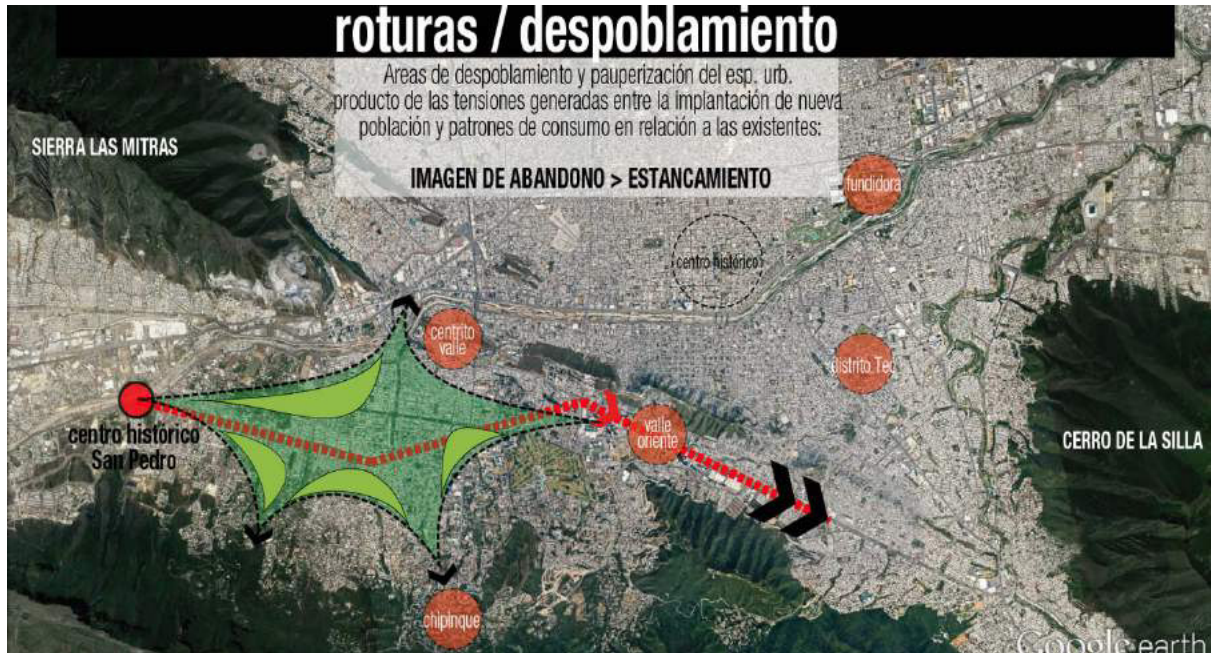 roturas / despoblamiento
Areas de despoblamiento y pauperización del esp. urb.
producto de las tensiones generadas entre la implantación de nueva
población y patrones de consumo en relación a las existentes:
IMAGEN DE ABANDONO > ESTANCAMIENTO
SIERRA LAS MITRAS
fundidora
centro histórico
centrito
valle
distrito Tec
centro histórico
San Pedro
valle
oriente
CERRO DE LA SILLA
chipinque
Google earth